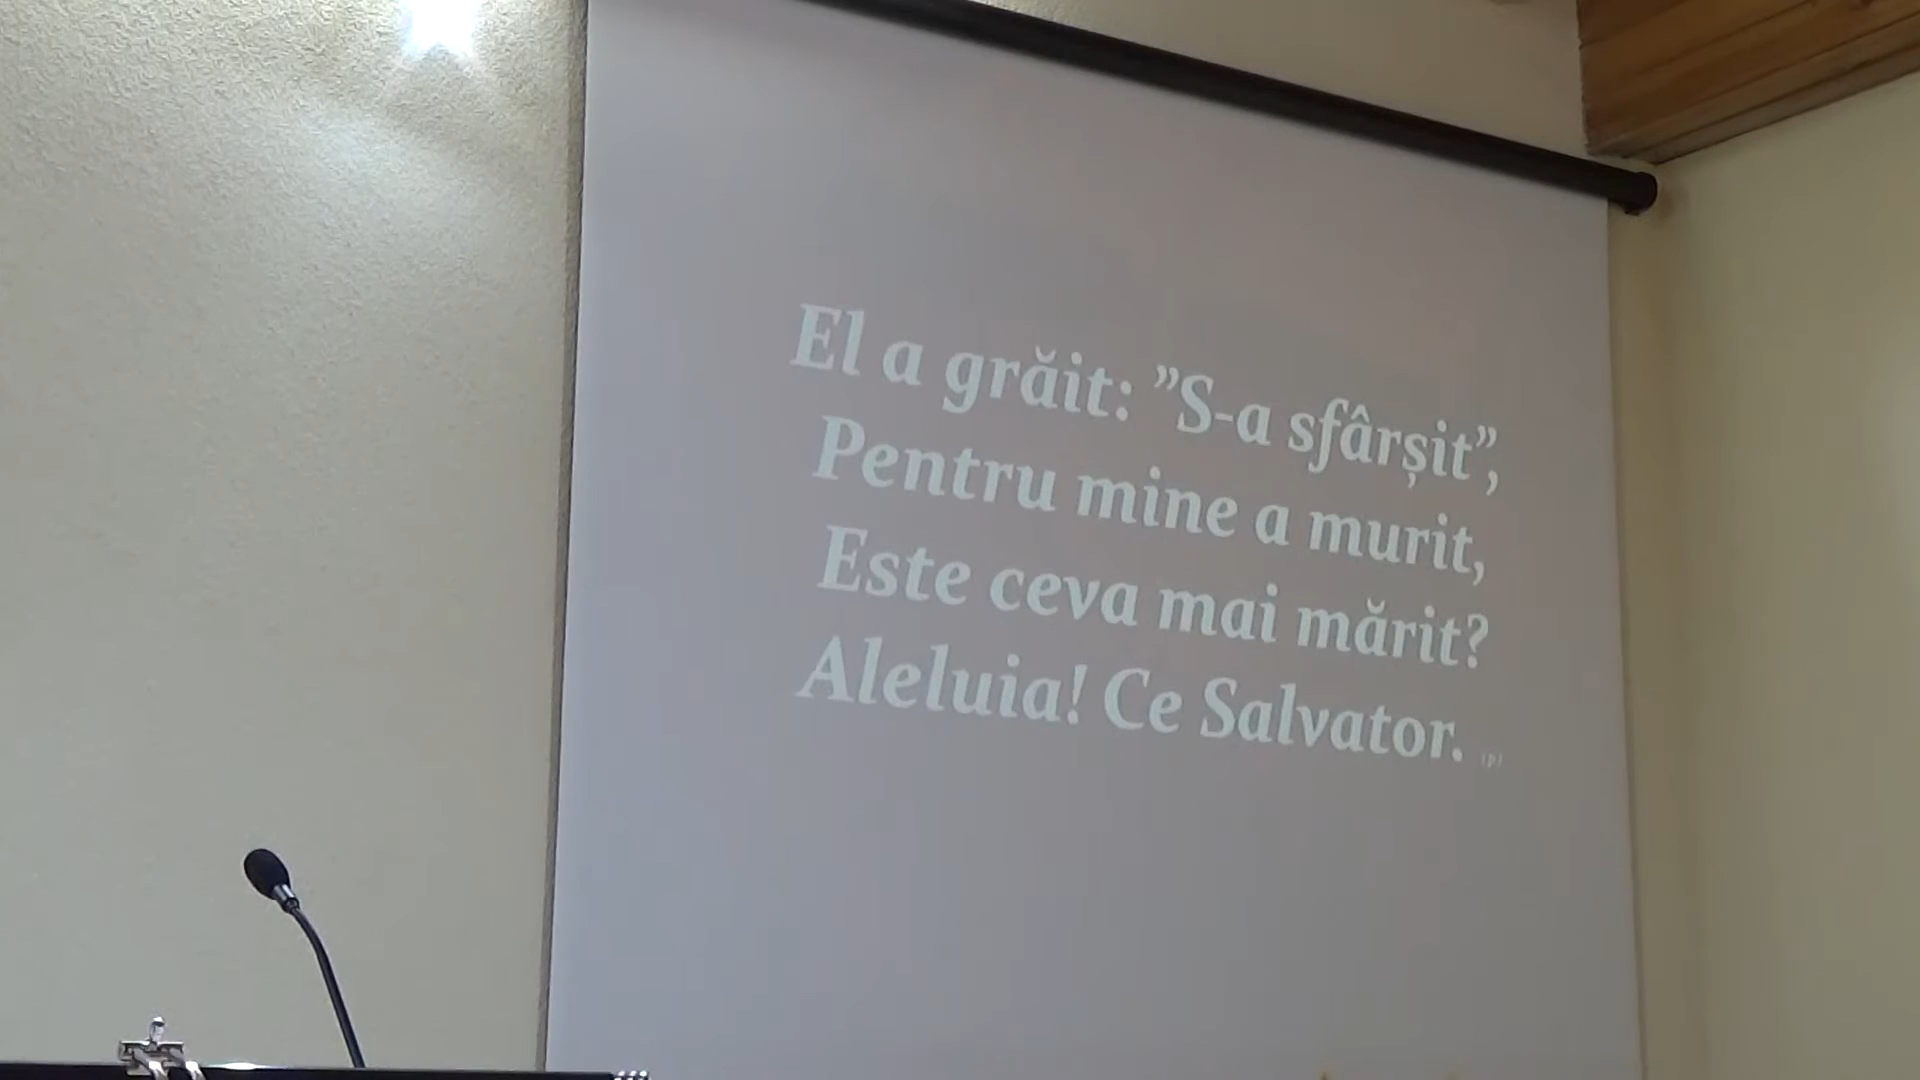 El a grăit: ”S-a sfârșit”,
Pentru mine a murit,
Este ceva mai mărit?
Aleluia! Ce Salvator. (p)